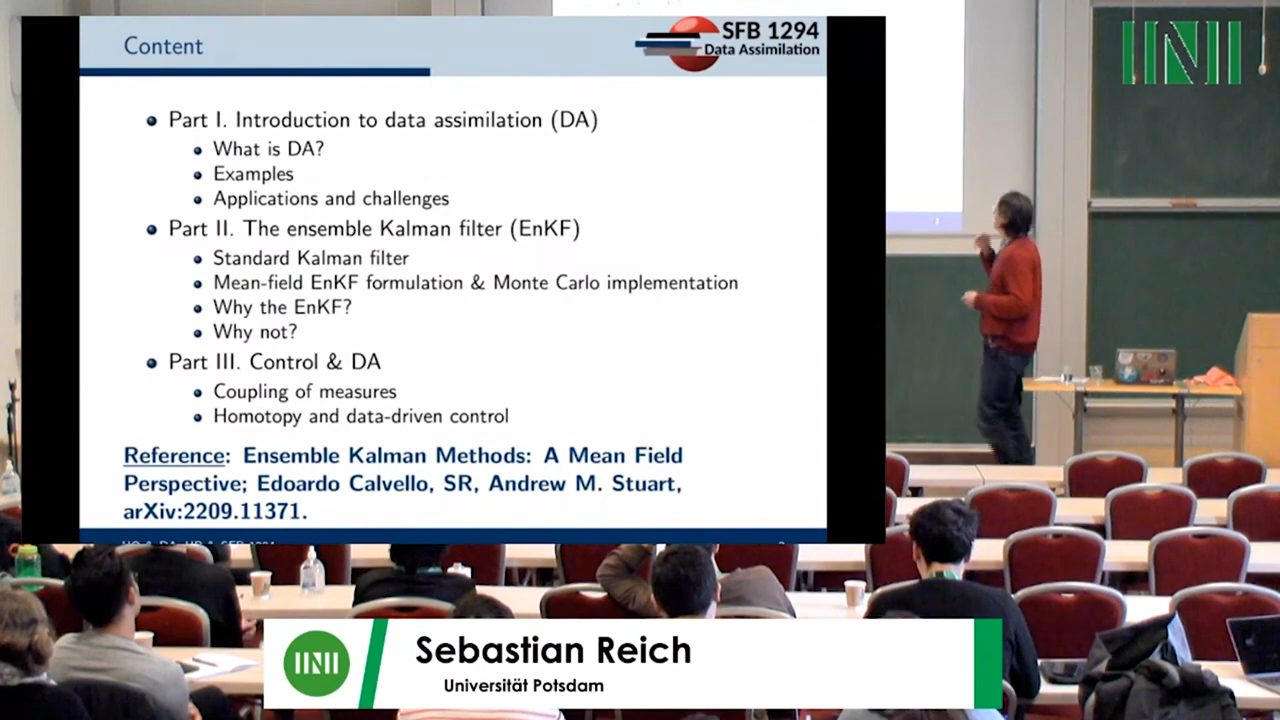 Content
SFB 1294
Data Assimilation
Part I. Introduction to data assimilation (DA)
What is DA?
Examples
Applications and challenges
Part II. The ensemble Kalman filter (EnKF)
Standard Kalman filter
Mean-field EnKF formulation & Monte Carlo implementation
Why the EnKF?
Why not?
Part III. Control & DA
Coupling of measures
Homotopy and data-driven control
Reference: Ensemble Kalman Methods: A Mean Field
Perspective; Edoardo Calvello, SR, Andrew M. Stuart,
arXiv:2209.11371.
Sebastian Reich
Universität Potsdam